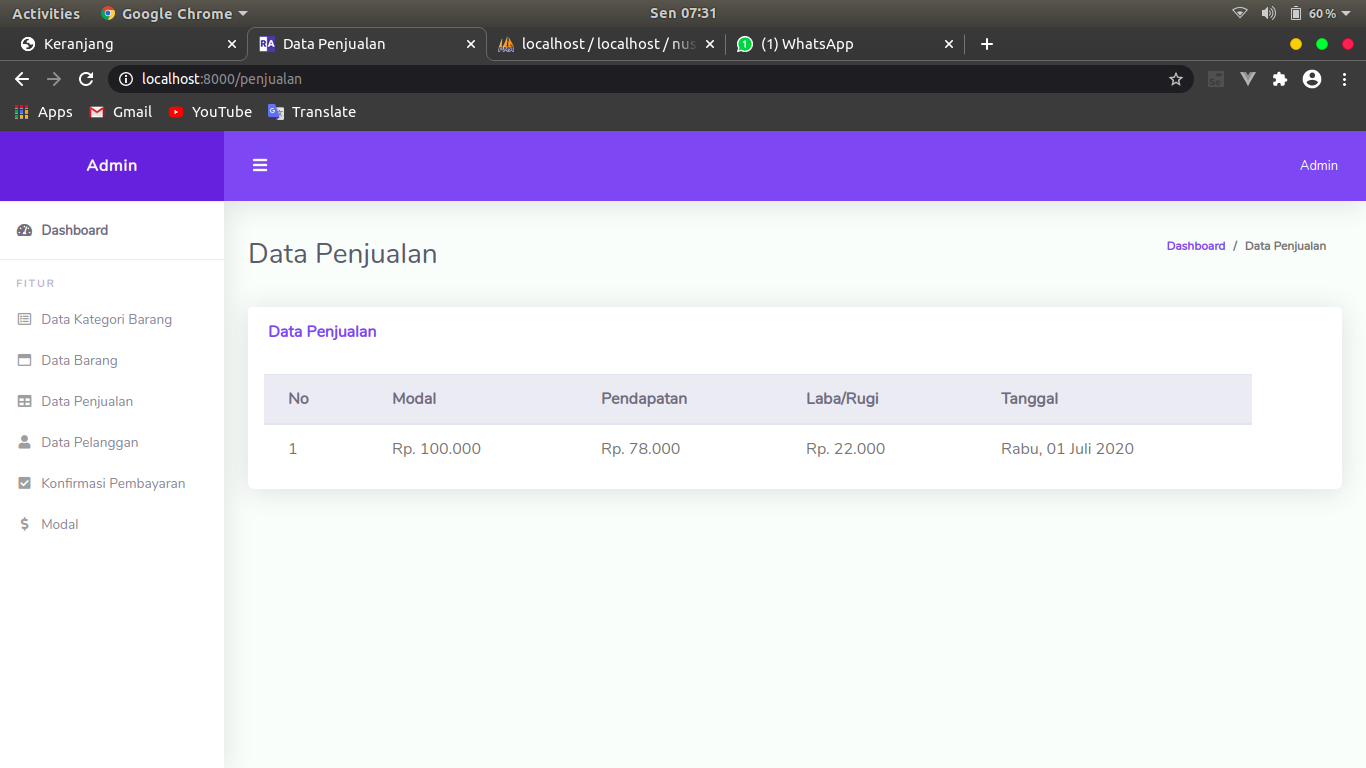 Activities Google Chrome Sen 07:31 60 %
Keranjang Data Penjualan localhost / localhost / nus (1) WhatsApp
localhost:8000/penjualan
Apps Gmail YouTube Translate
Admin Admin
Dashboard
Data Penjualan Dashboard / Data Penjualan
FITUR
Data Kategori Barang
Data Barang
Data Penjualan
Data Pelanggan
Konfirmasi Pembayaran
Modal
Data Penjualan
No Modal Pendapatan Laba/Rugi Tanggal
1 Rp. 100.000 Rp. 78.000 Rp. 22.000 Rabu, 01 Juli 2020